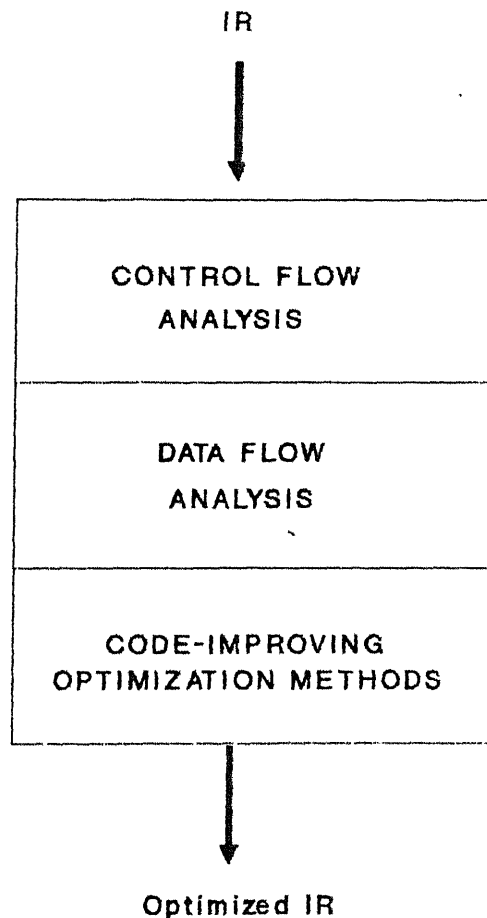 IR
CONTROL FLOW
ANALYSIS
DATA FLOW
ANALYSIS
CODE-IMPROVING
OPTIMIZATION METHODS
Optimized IR